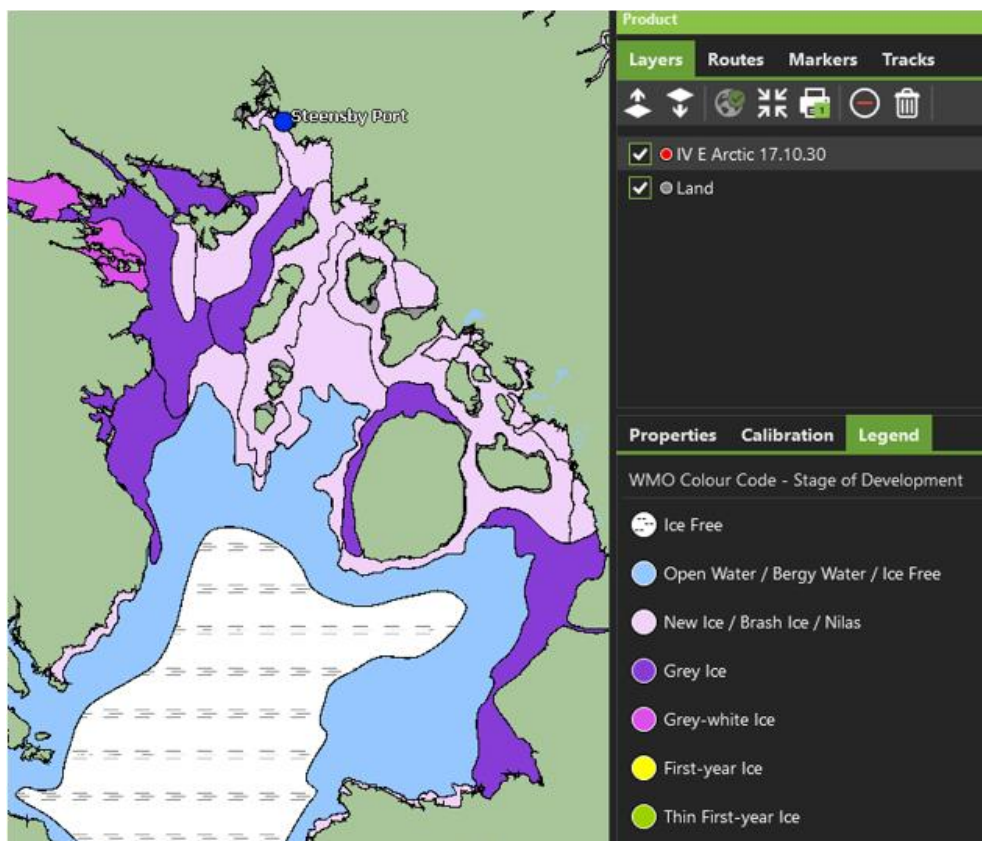 Product
Layers Routes Markers Tracks
E 1
IV E Arctic 17.10.30
Land
Steensby Port
Properties Calibration Legend
WMO Colour Code - Stage of Development
Ice Free
Open Water / Bergy Water / Ice Free
New Ice / Brash Ice / Nilas
Grey Ice
Grey-white Ice
First-year Ice
Thin First-year Ice